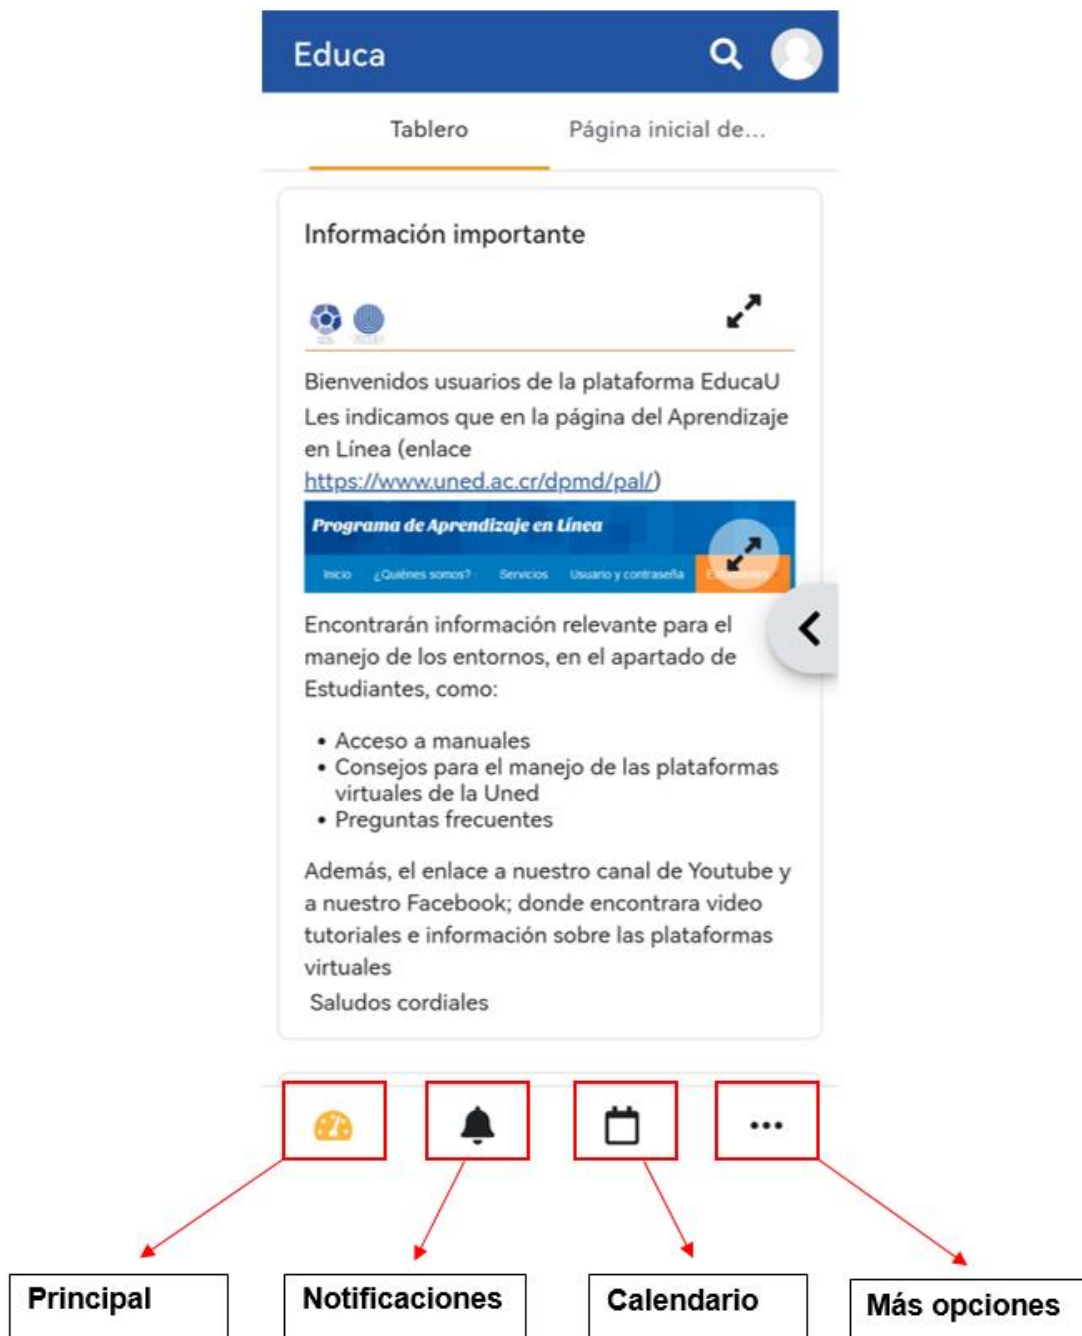 Educa
Tablero
Página inicial de...
Información importante
Bienvenidos usuarios de la plataforma EducaU
Les indicamos que en la página del Aprendizaje
en Línea (enlace
https://www.uned.ac.cr/dpmd/pal/)
Programa de Aprendizaje en Línea
Inicio ¿Quiénes somos? Servicios Usuario y contraseña Estudiantes
Encontrarán información relevante para el
manejo de los entornos, en el apartado de
Estudiantes, como:
• Acceso a manuales
• Consejos para el manejo de las plataformas
virtuales de la Uned
• Preguntas frecuentes
Además, el enlace a nuestro canal de Youtube y
a nuestro Facebook; donde encontrara video
tutoriales e información sobre las plataformas
virtuales
Saludos cordiales
Principal
Notificaciones
Calendario
Más opciones